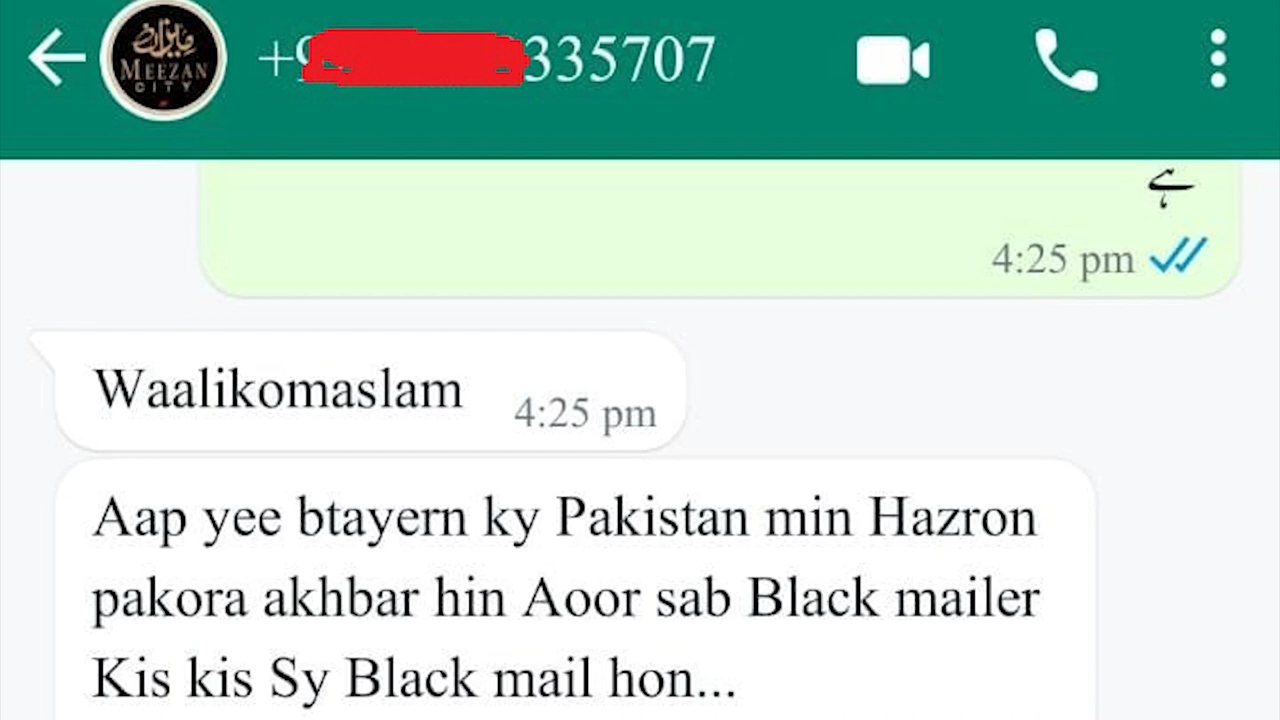 میزان
MEEZAN
CITY
+9 335707
ہے
4:25 pm
Waalikomaslam
4:25 pm
Aap yee btayern ky Pakistan min Hazron
pakora akhbar hin Aoor sab Black mailer
Kis kis Sy Black mail hon...